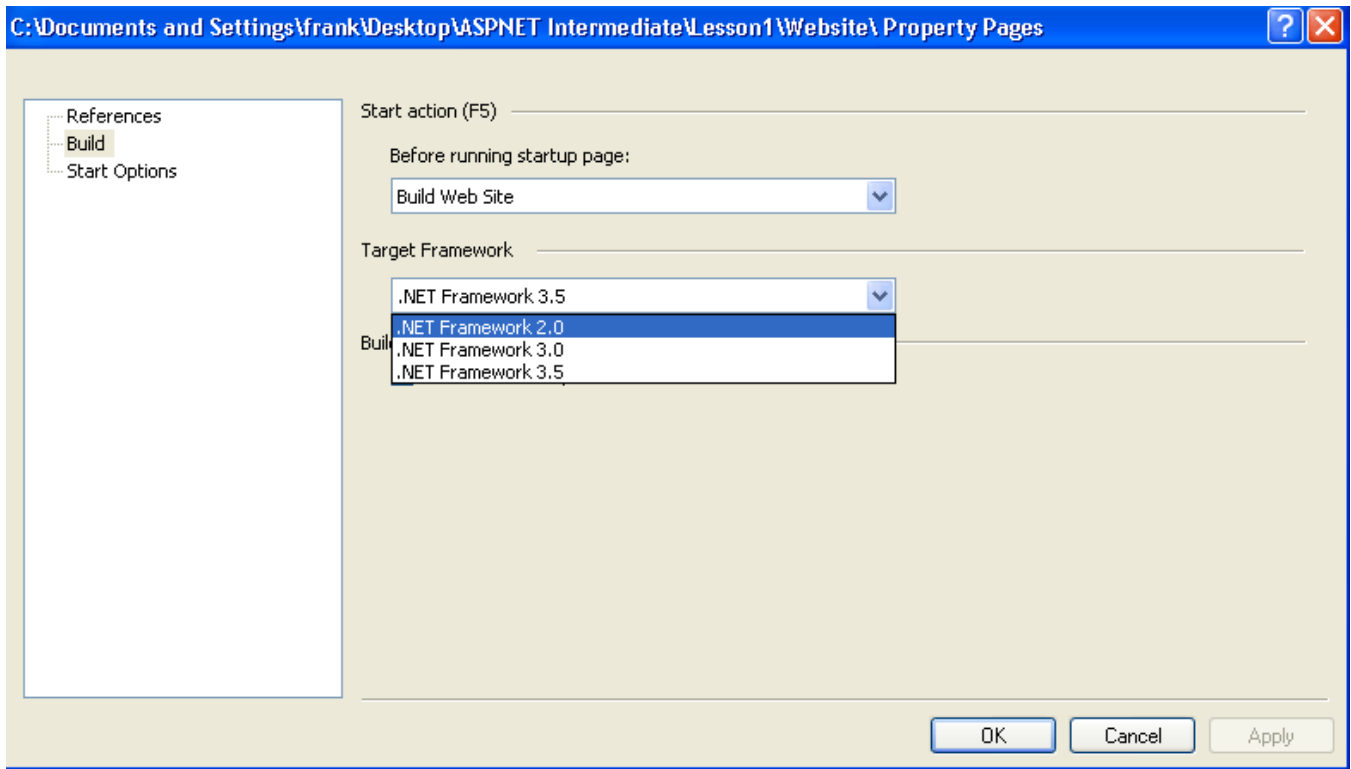 C:\Documents and Settings\frank\Desktop\ASPNET Intermediate\Lesson1\Website\ Property Pages
References
Build
Start Options
Start action (F5)
Before running startup page:
Build Web Site
Target Framework
.NET Framework 3.5
.NET Framework 2.0
.NET Framework 3.0
.NET Framework 3.5
OK
Cancel
Apply